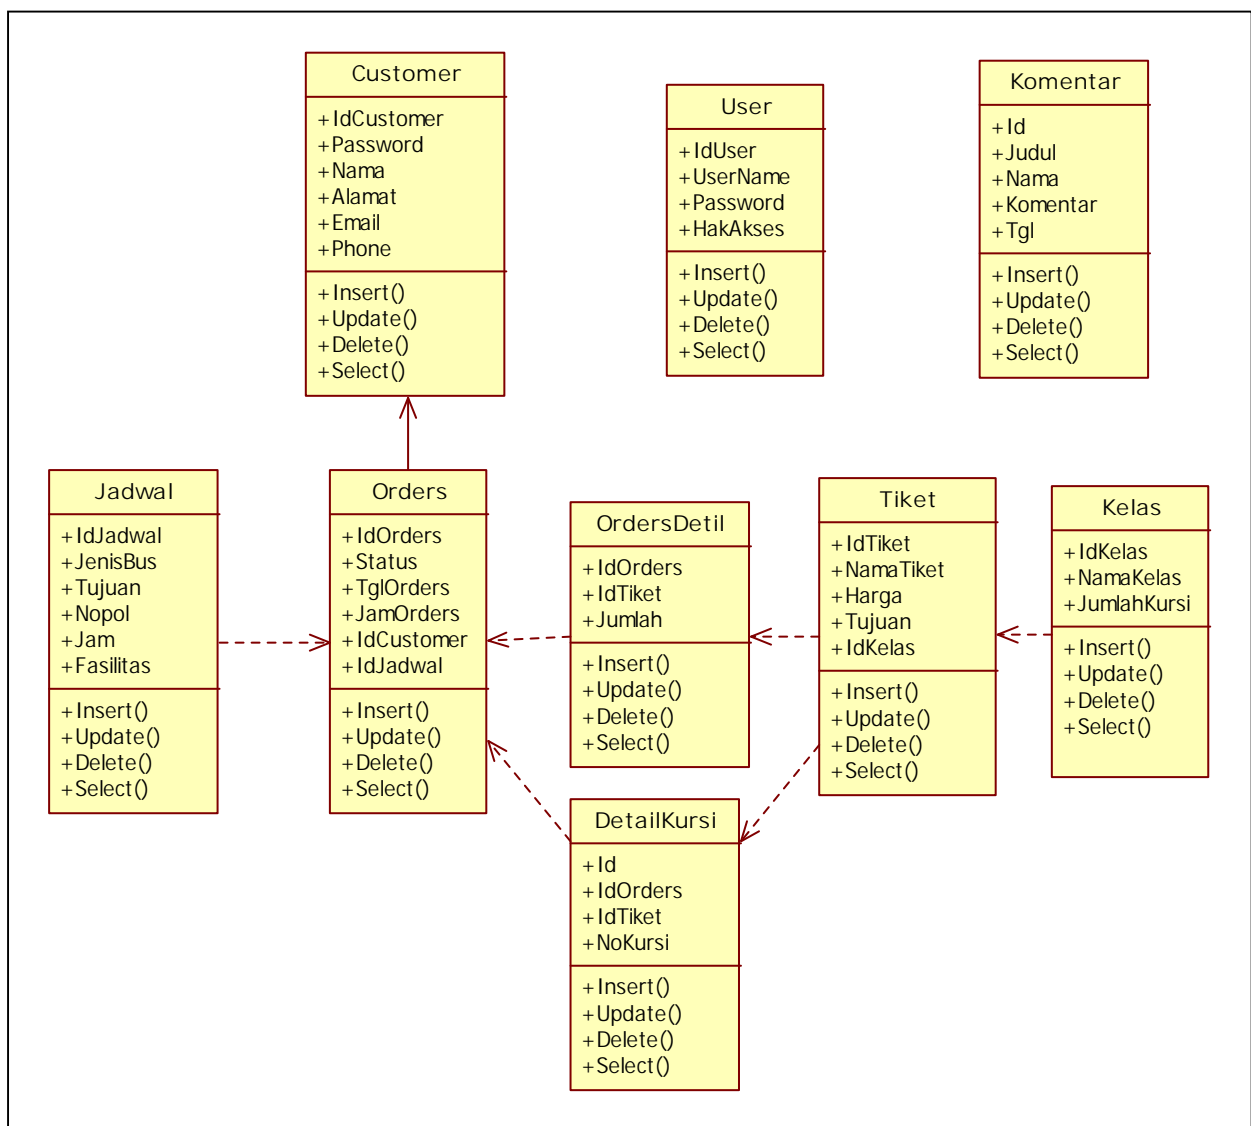 Customer
+IdCustomer
+Password
+Nama
+Alamat
+Email
+Phone
+Insert()
+Update()
+Delete()
+Select()
User
+IdUser
+UserName
+Password
+HakAkses
+Insert()
+Update()
+Delete()
+Select()
Komentar
+Id
+Judul
+Nama
+Komentar
+Tgl
+Insert()
+Update()
+Delete()
+Select()
Jadwal
+IdJadwal
+JenisBus
+Tujuan
+Nopol
+Jam
+Fasilitas
+Insert()
+Update()
+Delete()
+Select()
Orders
+IdOrders
+Status
+TglOrders
+JamOrders
+IdCustomer
+IdJadwal
+Insert()
+Update()
+Delete()
+Select()
OrdersDetil
+IdOrders
+IdTiket
+Jumlah
+Insert()
+Update()
+Delete()
+Select()
Tiket
+IdTiket
+NamaTiket
+Harga
+Tujuan
+IdKelas
+Insert()
+Update()
+Delete()
+Select()
Kelas
+IdKelas
+NamaKelas
+JumlahKursi
+Insert()
+Update()
+Delete()
+Select()
DetailKursi
+Id
+IdOrders
+IdTiket
+NoKursi
+Insert()
+Update()
+Delete()
+Select()